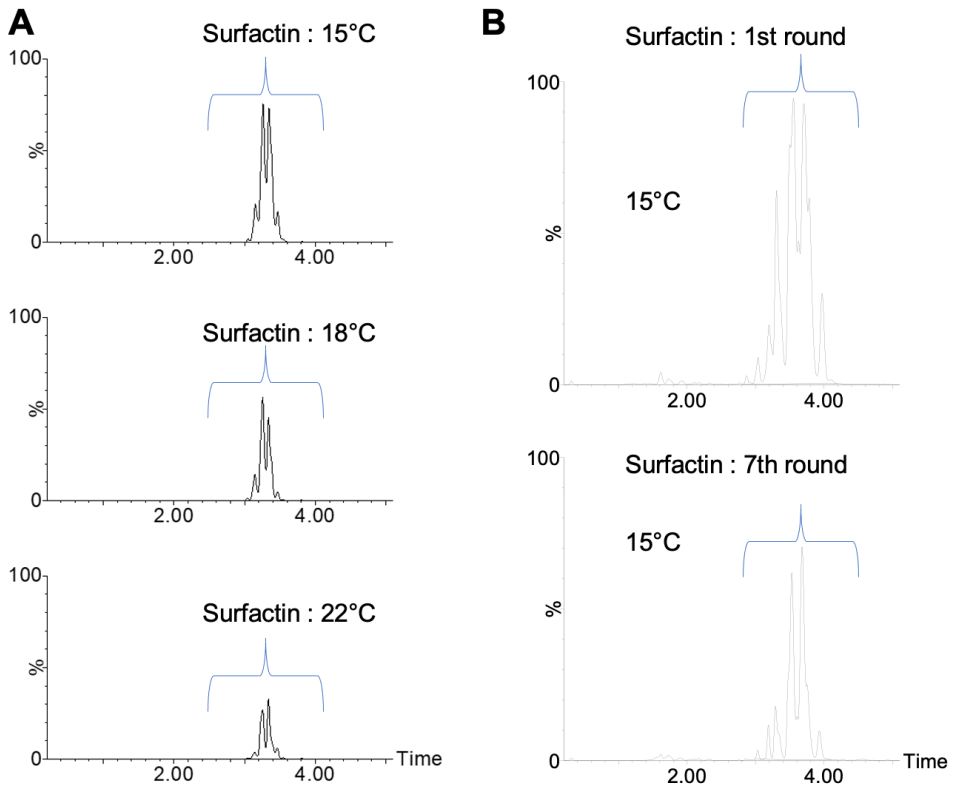 A
Surfactin : 15°C
100
%
0
2.00
4.00
Surfactin : 18°C
100
%
0
2.00
4.00
Surfactin : 22°C
100
%
0
2.00
4.00
Time
B
Surfactin : 1st round
100
15°C
%
0
2.00
4.00
Surfactin : 7th round
100
15°C
%
0
2.00
4.00
Time